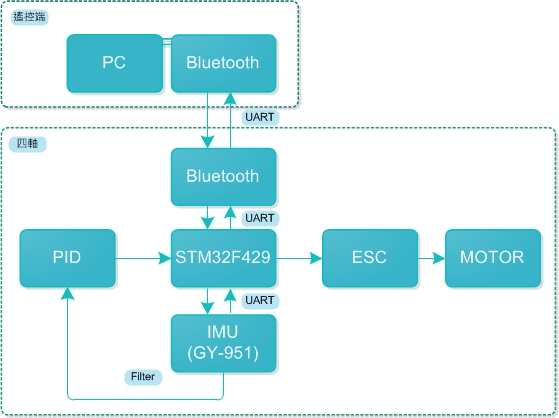 遙控端
PC
Bluetooth
UART
四軸
Bluetooth
UART
PID
STM32F429
ESC
MOTOR
UART
IMU
(GY-951)
Filter